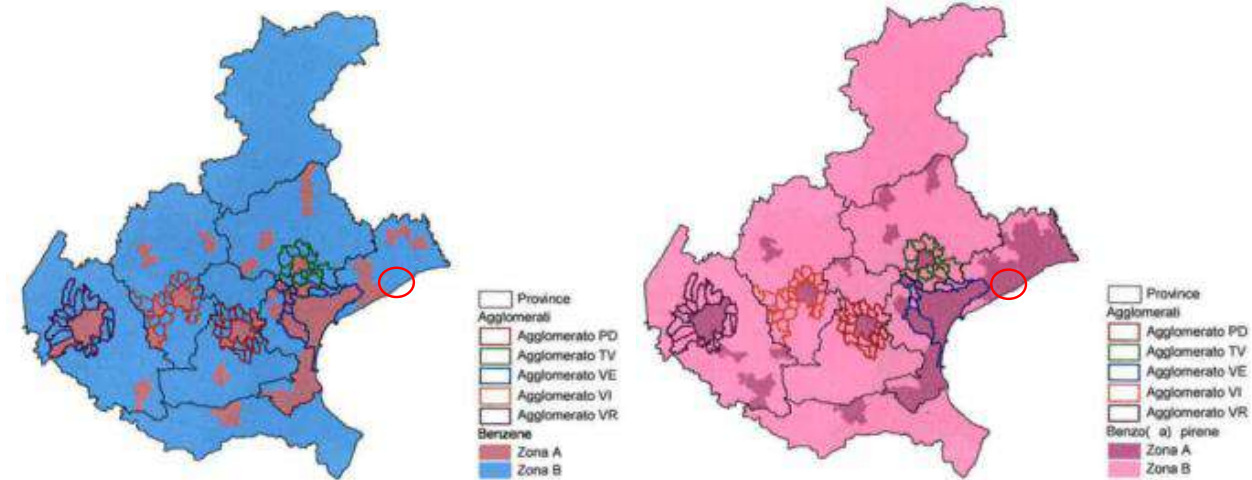 Province
Agglomerati
Agglomerato PD
Agglomerato TV
Agglomerato VE
Agglomerato VI
Agglomerato VR
Benzene
Zona A
Zona B
Province
Agglomerati
Agglomerato PD
Agglomerato TV
Agglomerato VE
Agglomerato VI
Agglomerato VR
Benzo( a) pirene
Zona A
Zona B